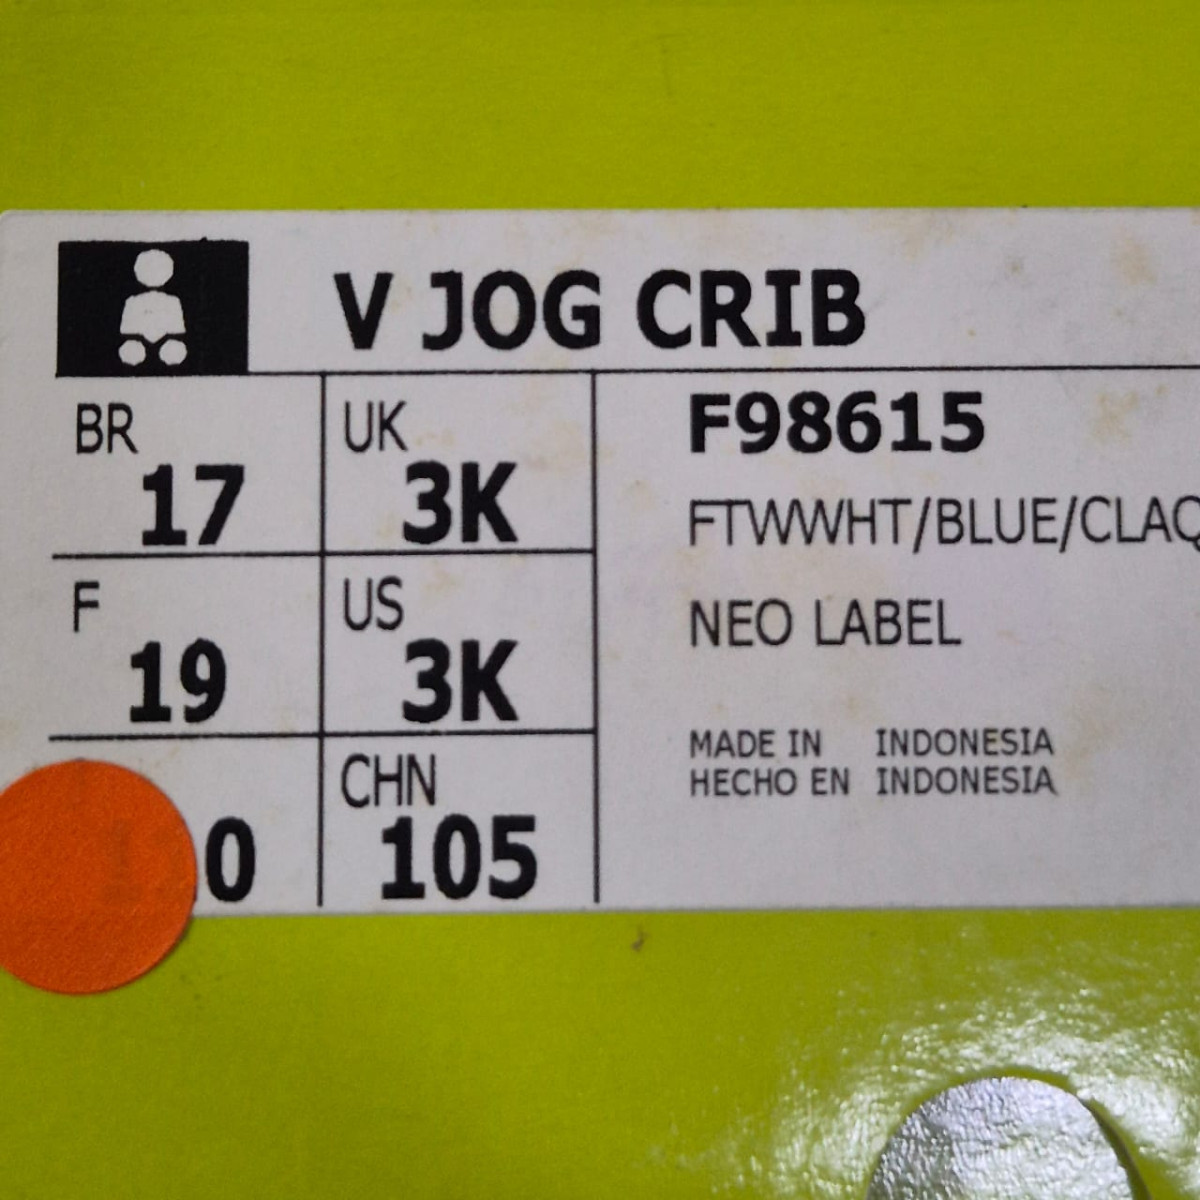 V JOG CRIB
BR 17
UK 3K
F98615
FTWWHT/BLUE/CLAQ
F 19
US 3K
NEO LABEL
MADE IN INDONESIA
HECHO EN INDONESIA
CHN 105